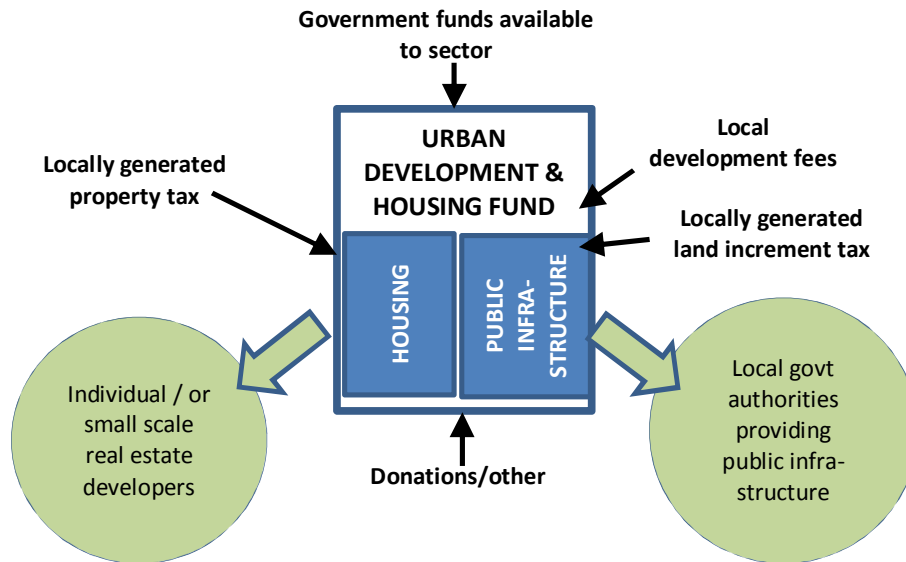 Government funds available
to sector
URBAN
DEVELOPMENT &
HOUSING FUND
Local
development fees
Locally generated
property tax
Locally generated
land increment tax
HOUSING
PUBLIC
INFRA-
STRUCTURE
Individual / or
small scale
real estate
developers
Local govt
authorities
providing
public infra-
structure
Donations/other